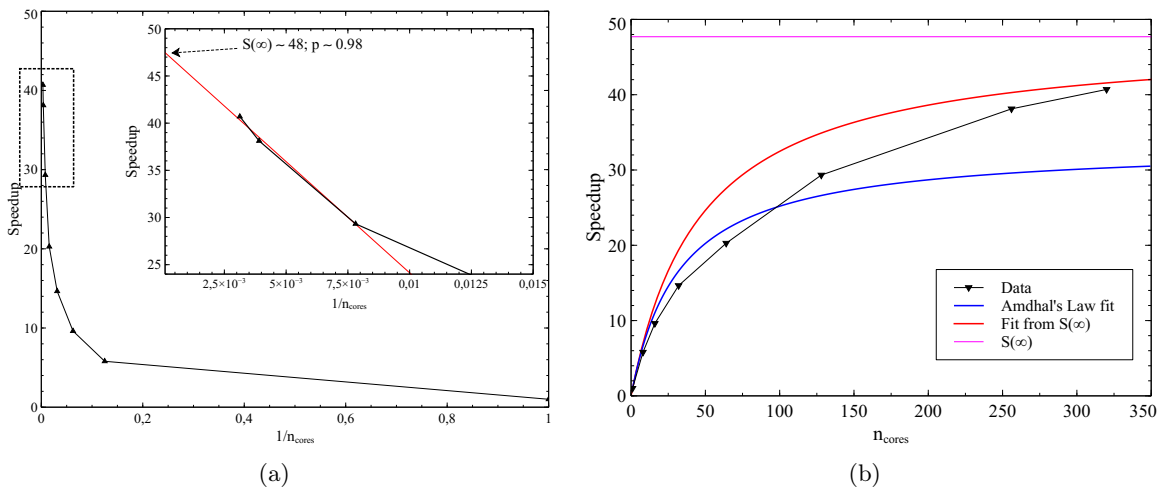 50
40
30
20
10
0
Speedup
0
0,2
0,4
0,6
0,8
1
1/n_cores
50
45
40
35
30
25
Speedup
S(∞) ~ 48; p ~ 0.98
2,5×10⁻³
5×10⁻³
7,5×10⁻³
0,01
0,0125
0,015
1/n_cores
(a)
50
40
30
20
10
0
Speedup
0
50
100
150
200
250
300
350
n_cores
Data
Amdhal's Law fit
Fit from S(∞)
S(∞)
(b)